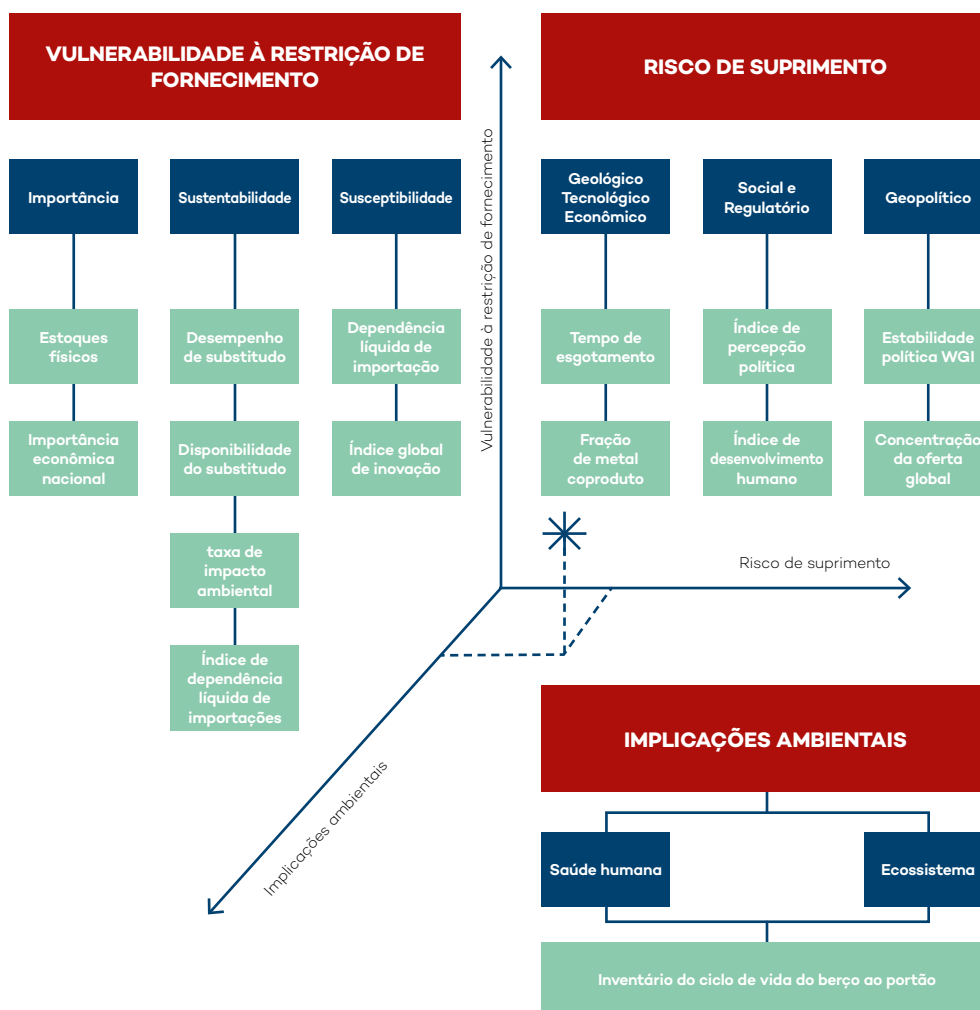 VULNERABILIDADE À RESTRIÇÃO DE
FORNECIMENTO
Importância
Sustentabilidade
Susceptibilidade
Estoques
físicos
Desempenho
de substitudo
Dependência
líquida de
importação
Importância
econômica
nacional
Disponibilidade
do substitudo
Índice global
de inovação
taxa de
impacto
ambiental
Índice de
dependência
líquida de
importações
Vulnerabilidade à restrição de fornecimento
Risco de suprimento
Implicações ambientais
RISCO DE SUPRIMENTO
Geológico
Tecnológico
Econômico
Social e
Regulatório
Geopolítico
Tempo de
esgotamento
Índice de
percepção
política
Estabilidade
política WGI
Fração
de metal
coproduto
Índice de
desenvolvimento
humano
Concentração
da oferta
global
IMPLICAÇÕES AMBIENTAIS
Saúde humana
Ecossistema
Inventário do ciclo de vida do berço ao portão